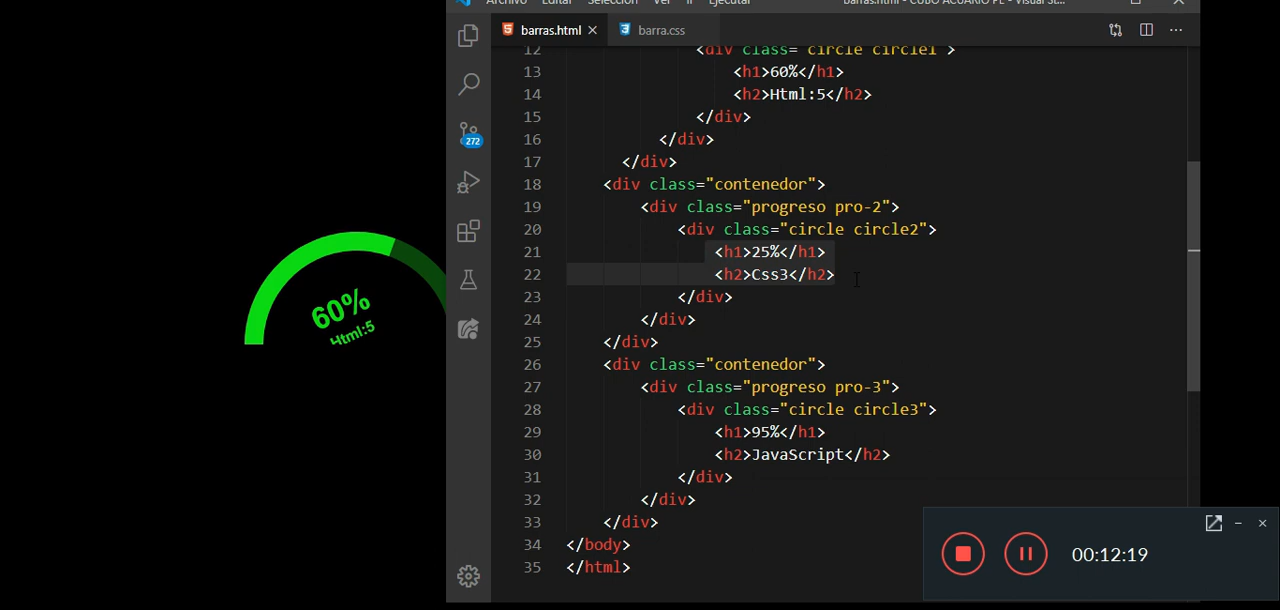 Archivo Editar Selección Ver Ir Ejecutar barras.html - CUBO ACUARIO PL - Visual St...
barras.html barra.css
12 <div class="circle circle1">
13 <h1>60%</h1>
14 <h2>Html:5</h2>
15 </div>
16 </div>
17 </div>
18 <div class="contenedor">
19 <div class="progreso pro-2">
20 <div class="circle circle2">
21 <h1>25%</h1>
22 <h2>Css3</h2>
23 </div>
24 </div>
25 </div>
26 <div class="contenedor">
27 <div class="progreso pro-3">
28 <div class="circle circle3">
29 <h1>95%</h1>
30 <h2>JavaScript</h2>
31 </div>
32 </div>
33 </div>
34 </body>
35 </html>
272
60%
Html:5
00:12:19